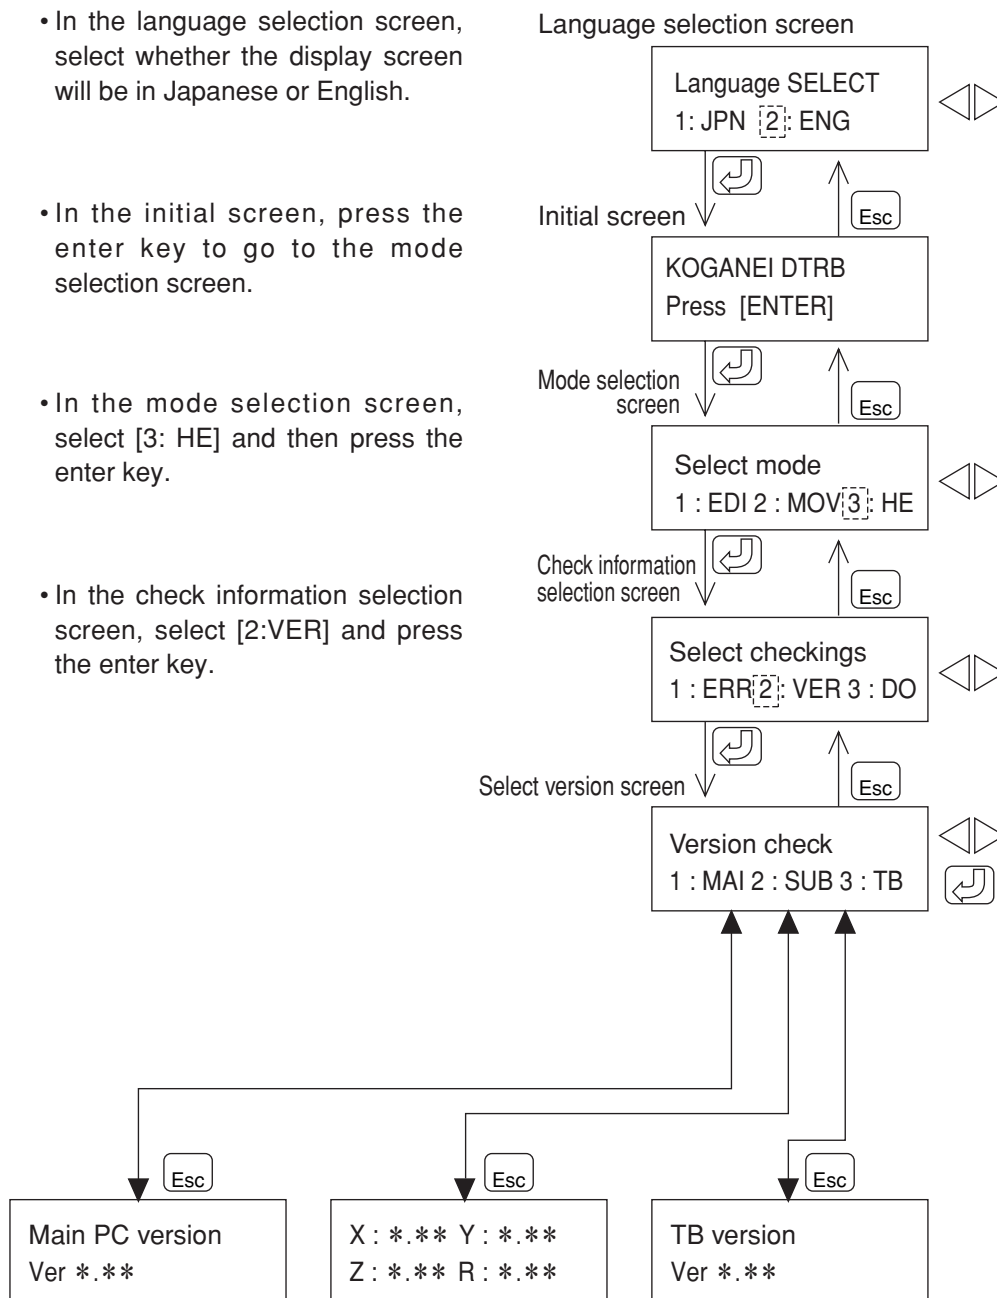 • In the language selection screen,
select whether the display screen
will be in Japanese or English.
• In the initial screen, press the
enter key to go to the mode
selection screen.
• In the mode selection screen,
select [3: HE] and then press the
enter key.
• In the check information selection
screen, select [2:VER] and press
the enter key.
Language selection screen
Language SELECT
1: JPN 2: ENG
Esc
Initial screen
KOGANEI DTRB
Press [ENTER]
Mode selection
screen
Esc
Select mode
1 : EDI 2 : MOV 3 : HE
Check information
selection screen
Esc
Select checkings
1 : ERR 2 : VER 3 : DO
Select version screen
Esc
Version check
1 : MAI 2 : SUB 3 : TB
Esc
Main PC version
Ver *.**
Esc
X : *.** Y : *.**
Z : *.** R : *.**
Esc
TB version
Ver *.**